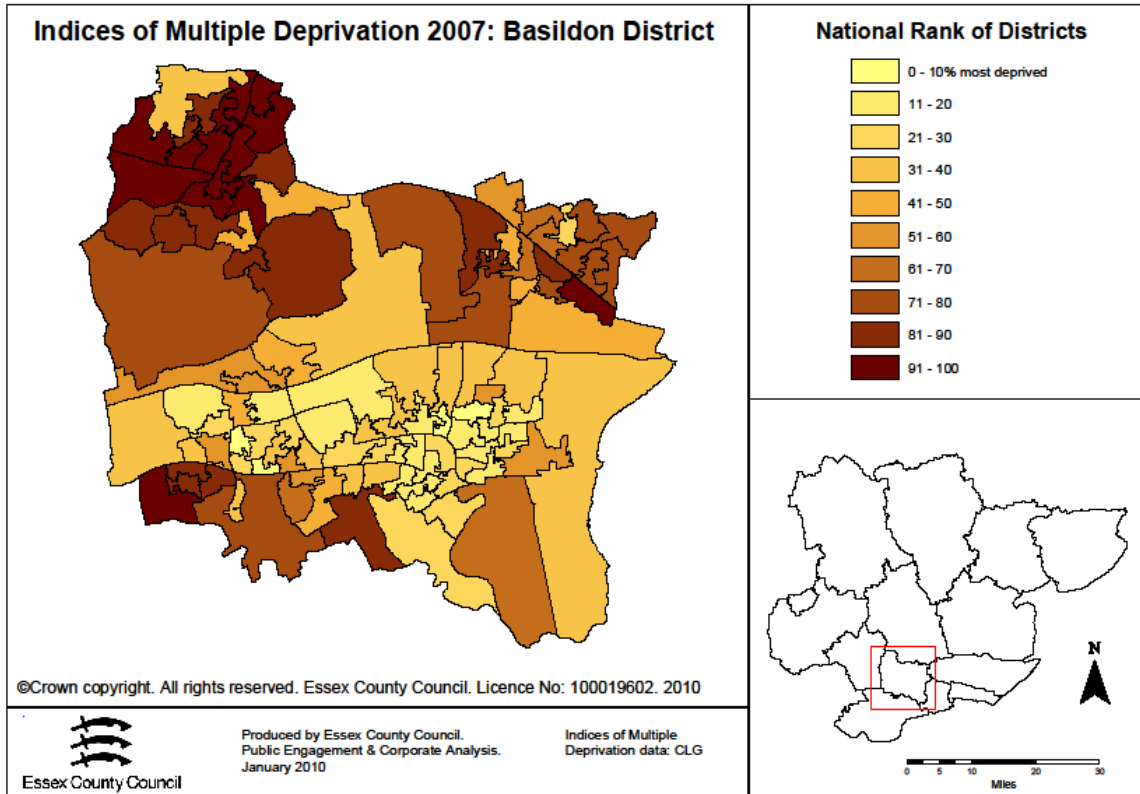 Indices of Multiple Deprivation 2007: Basildon District
©Crown copyright. All rights reserved. Essex County Council. Licence No: 100019602. 2010
Essex County Council
Produced by Essex County Council.
Public Engagement & Corporate Analysis.
January 2010
Indices of Multiple
Deprivation data: CLG
National Rank of Districts
0 - 10% most deprived
11 - 20
21 - 30
31 - 40
41 - 50
51 - 60
61 - 70
71 - 80
81 - 90
91 - 100
N
0 5 10 20 30
Miles